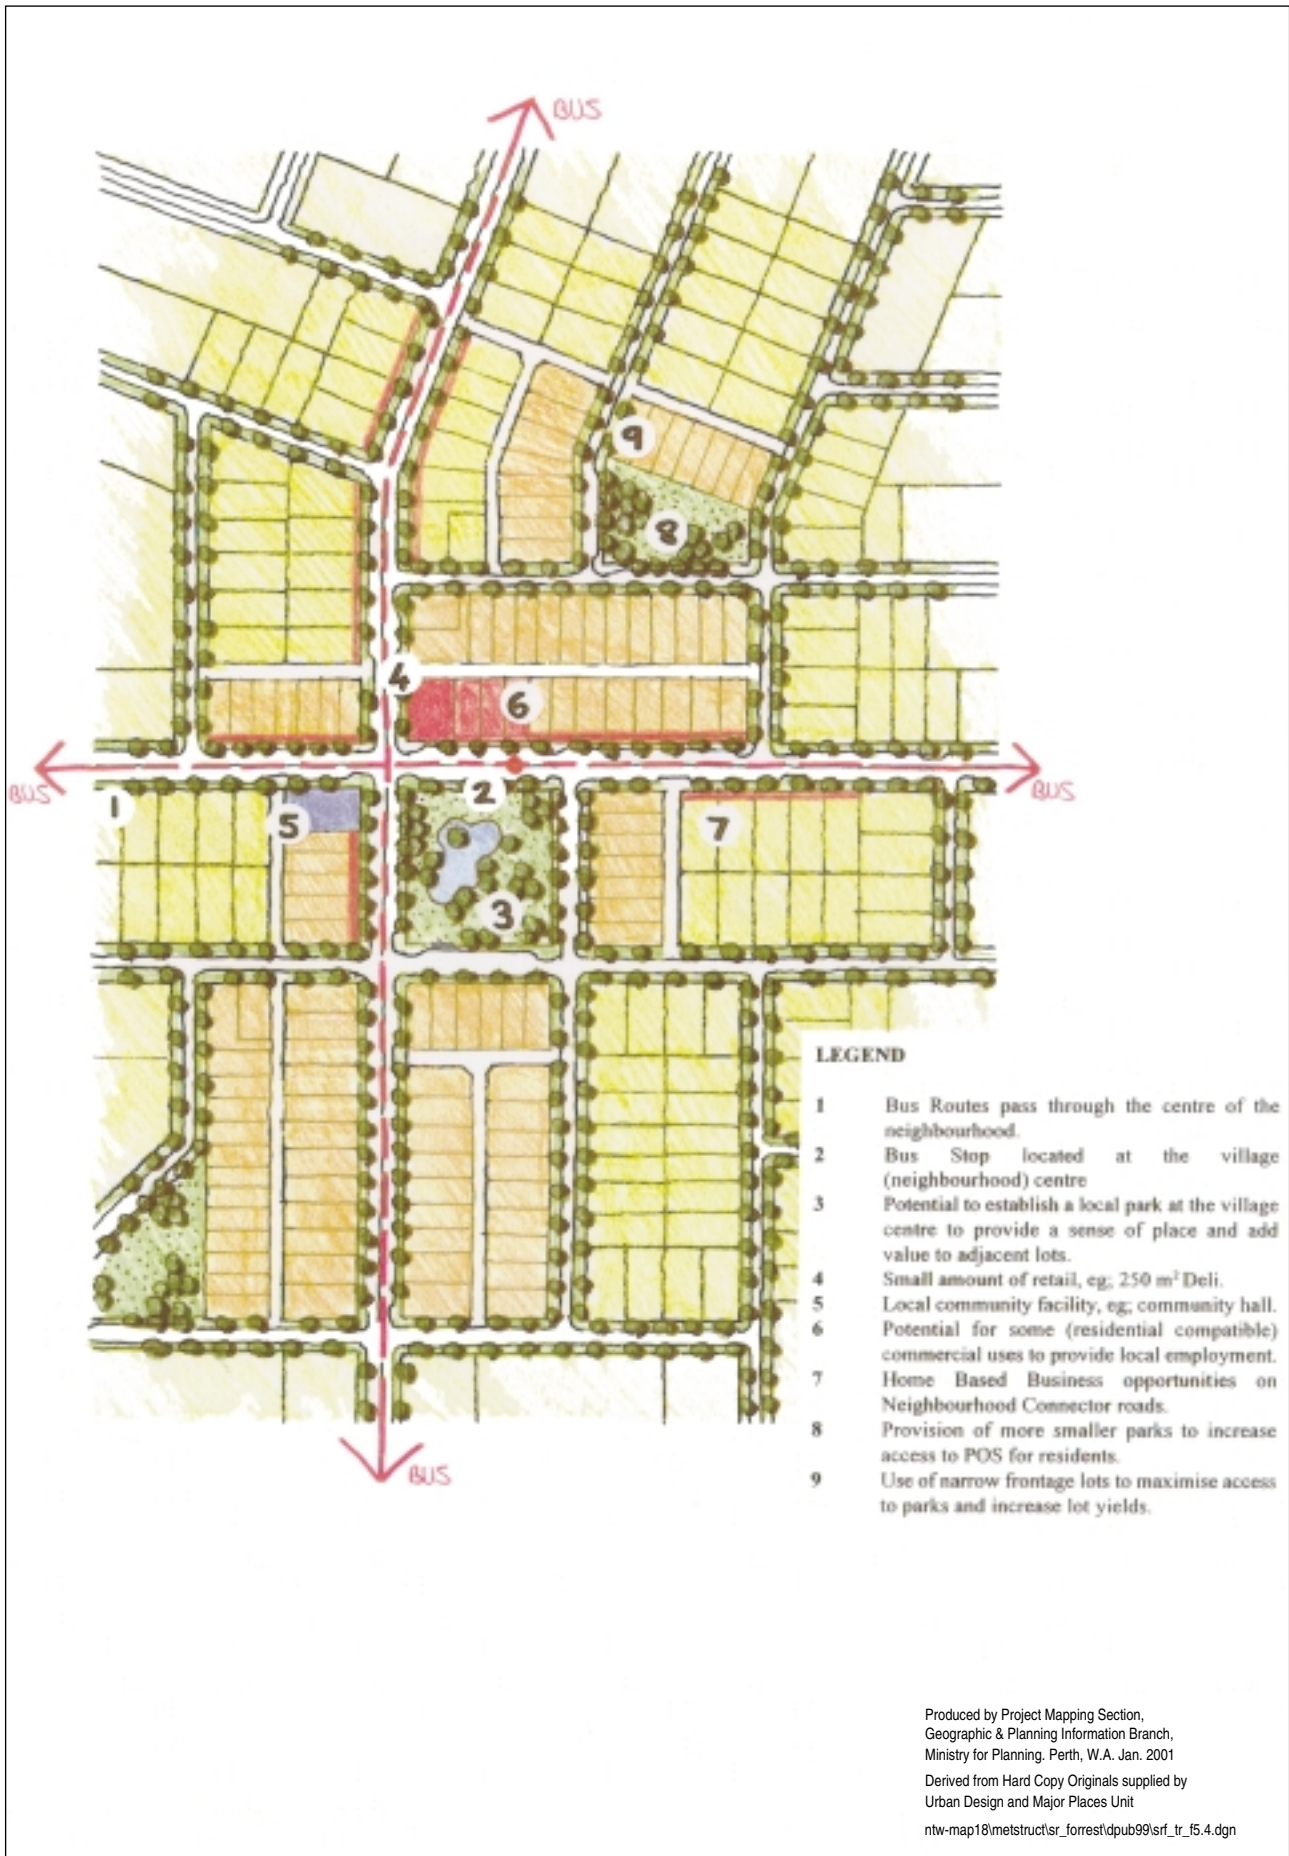 BUS
9
8
4
6
BUS
BUS
1
2
5
7
3
BUS
LEGEND
1 Bus Routes pass through the centre of the
neighbourhood.
2 Bus Stop located at the village
(neighbourhood) centre
3 Potential to establish a local park at the village
centre to provide a sense of place and add
value to adjacent lots.
4 Small amount of retail, eg; 250 m² Deli.
5 Local community facility, eg; community hall.
6 Potential for some (residential compatible)
commercial uses to provide local employment.
7 Home Based Business opportunities on
Neighbourhood Connector roads.
8 Provision of more smaller parks to increase
access to POS for residents.
9 Use of narrow frontage lots to maximise access
to parks and increase lot yields.
Produced by Project Mapping Section,
Geographic & Planning Information Branch,
Ministry for Planning. Perth, W.A. Jan. 2001
Derived from Hard Copy Originals supplied by
Urban Design and Major Places Unit
ntw-map18\metstruct\sr_forrest\dpub99\srf_tr_f5.4.dgn